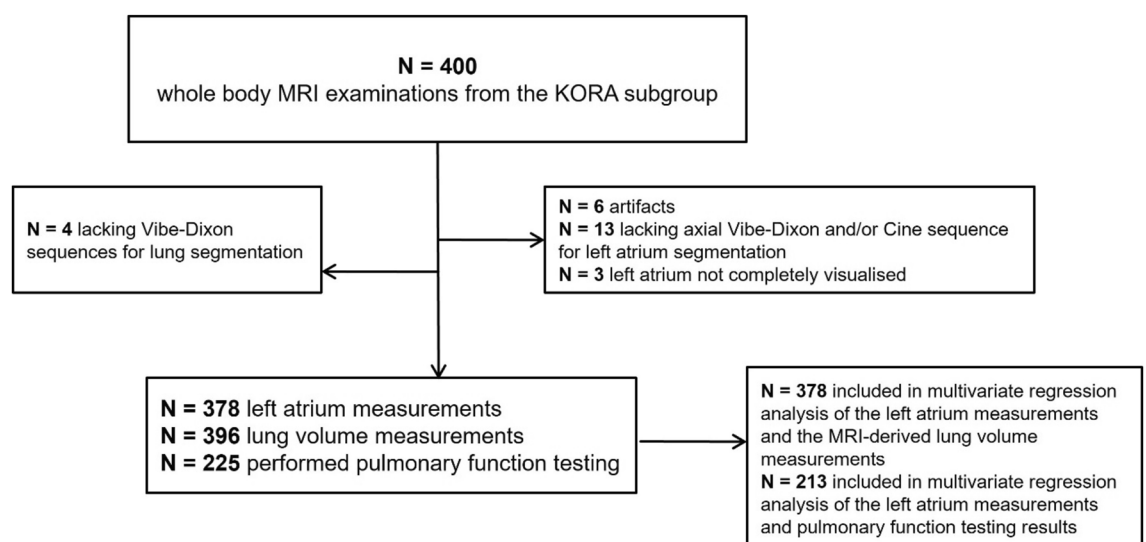 N = 400
whole body MRI examinations from the KORA subgroup
N = 4 lacking Vibe-Dixon
sequences for lung segmentation
N = 6 artifacts
N = 13 lacking axial Vibe-Dixon and/or Cine sequence
for left atrium segmentation
N = 3 left atrium not completely visualised
N = 378 left atrium measurements
N = 396 lung volume measurements
N = 225 performed pulmonary function testing
N = 378 included in multivariate regression
analysis of the left atrium measurements
and the MRI-derived lung volume
measurements
N = 213 included in multivariate regression
analysis of the left atrium measurements
and pulmonary function testing results